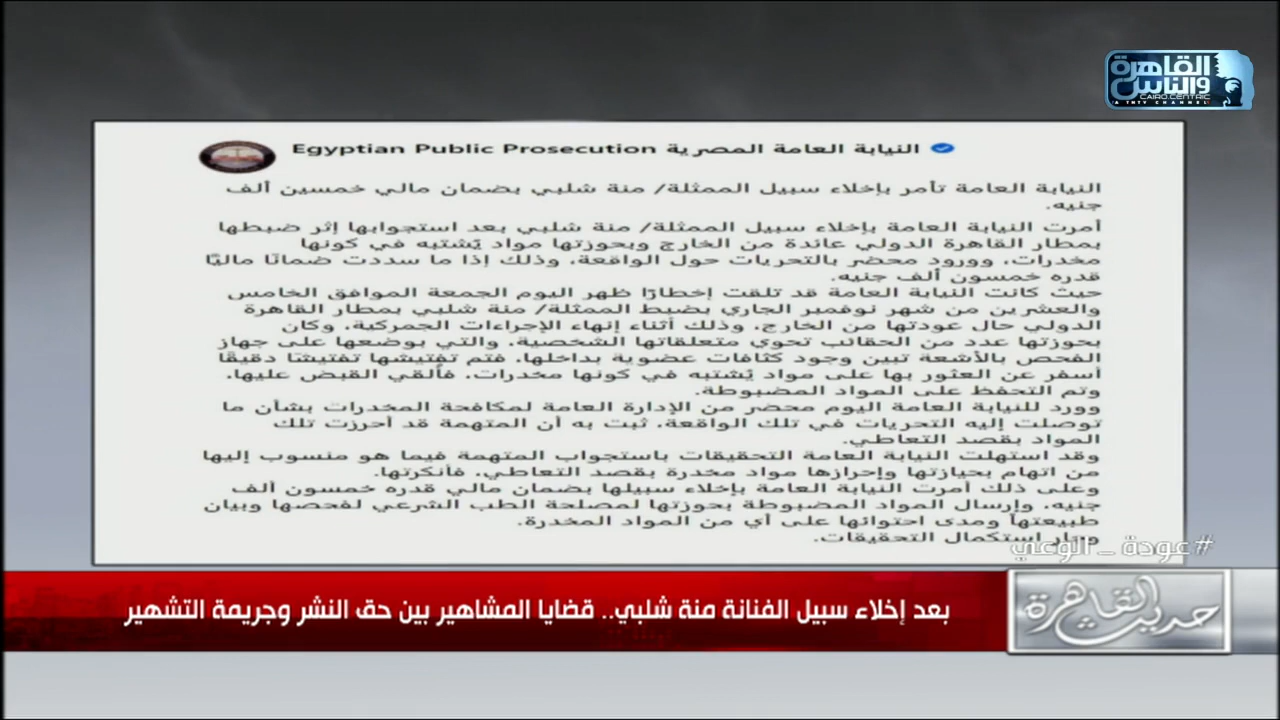 القاهرة
والناس
CAIRO.CENTRIC
A TNTV CHANNEL
النيابة العامة المصرية Egyptian Public Prosecution
النيابة العامة تأمر بإخلاء سبيل الممثلة/ منة شلبي بضمان مالي خمسين ألف
جنيه.
أمرت النيابة العامة بإخلاء سبيل الممثلة/ منة شلبي بعد استجوابها إثر ضبطها
بمطار القاهرة الدولي عائدة من الخارج وبحوزتها مواد يُشتبه في كونها
مخدرات، وورود محضر بالتحريات حول الواقعة، وذلك إذا ما سددت ضمانًا ماليًّا
قدره خمسون ألف جنيه.
حيث كانت النيابة العامة قد تلقت إخطارًا ظهر اليوم الجمعة الموافق الخامس
والعشرين من شهر نوفمبر الجاري بضبط الممثلة/ منة شلبي بمطار القاهرة
الدولي حال عودتها من الخارج، وذلك أثناء إنهاء الإجراءات الجمركية، وكان
بحوزتها عدد من الحقائب تحوي متعلقاتها الشخصية، والتي بوضعها على جهاز
الفحص بالأشعة تبين وجود كثافات عضوية بداخلها، فتم تفتيشها تفتيشًا دقيقًا
أسفر عن العثور بها على مواد يُشتبه في كونها مخدرات، فألقي القبض عليها،
وتم التحفظ على المواد المضبوطة.
وورد للنيابة العامة اليوم محضر من الإدارة العامة لمكافحة المخدرات بشأن ما
توصلت إليه التحريات في تلك الواقعة، ثبت به أن المتهمة قد أحرزت تلك
المواد بقصد التعاطي.
وقد استهلت النيابة العامة التحقيقات باستجواب المتهمة فيما هو منسوب إليها
من اتهام بحيازتها وإحرازها مواد مخدرة بقصد التعاطي، فأنكرتها.
وعلى ذلك أمرت النيابة العامة بإخلاء سبيلها بضمان مالي قدره خمسون ألف
جنيه، وإرسال المواد المضبوطة بحوزتها لمصلحة الطب الشرعي لفحصها وبيان
طبيعتها ومدى احتوائها على أي من المواد المخدرة.
وجار استكمال التحقيقات.
#عودة_الوعي
حديث القاهرة
بعد إخلاء سبيل الفنانة منة شلبي.. قضايا المشاهير بين حق النشر وجريمة التشهير